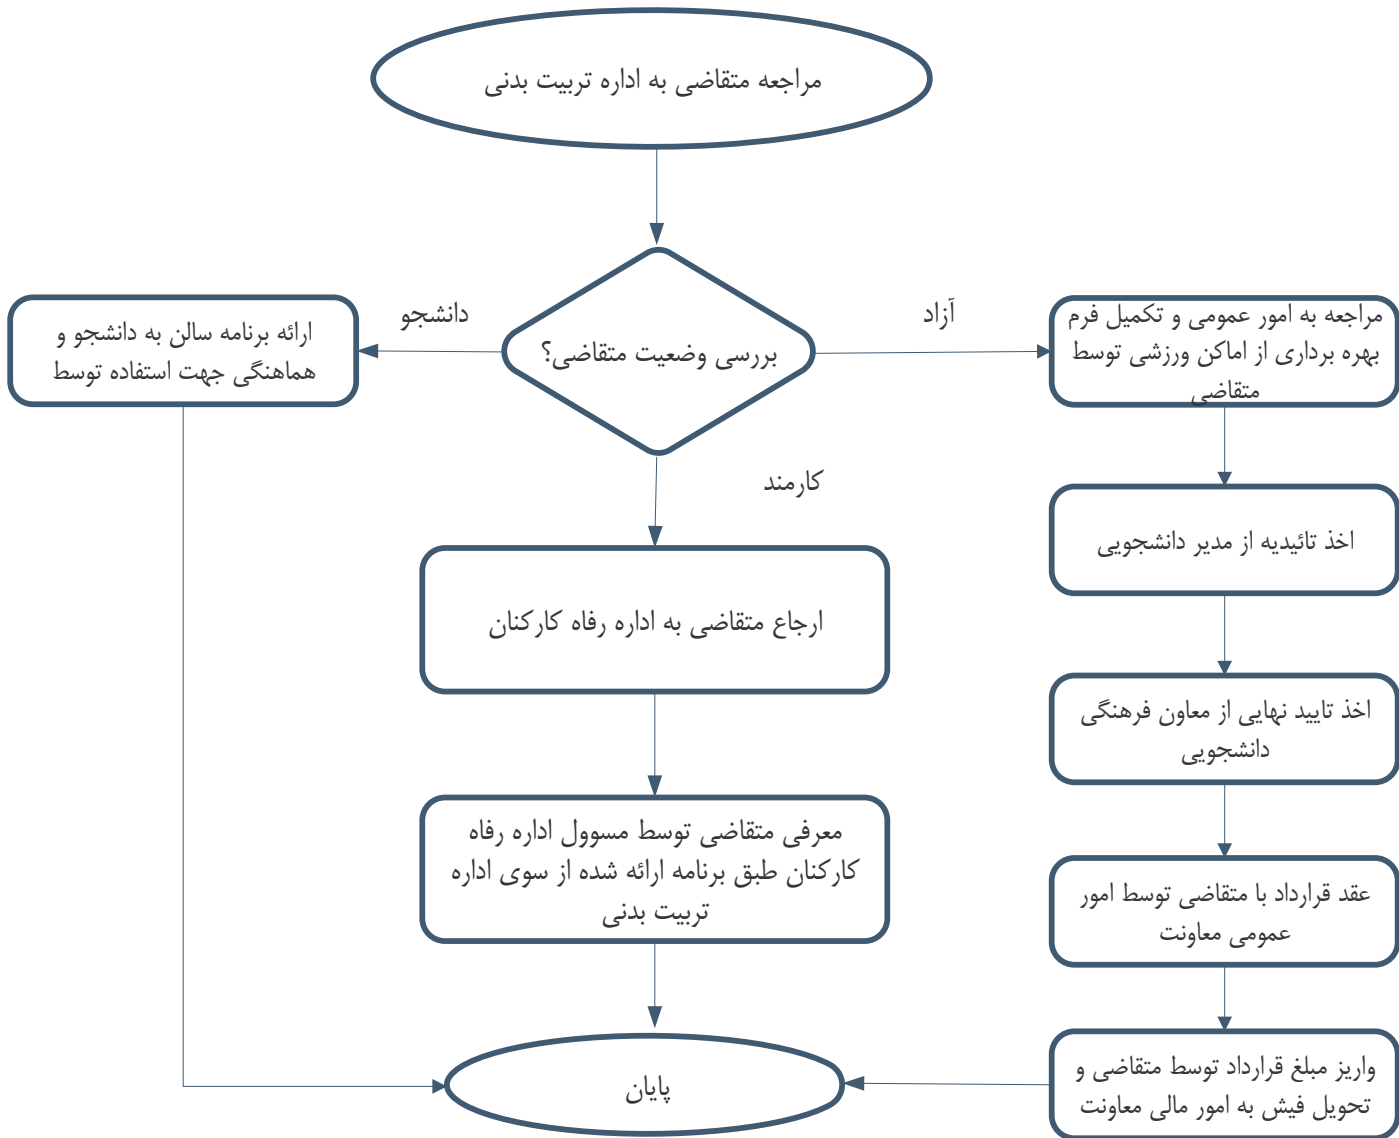 مراجعه متقاضی به اداره تربیت بدنی
بررسی وضعیت متقاضی؟
آزاد
دانشجو
کارمند
مراجعه به امور عمومی و تکمیل فرم
بهره برداری از اماکن ورزشی توسط
متقاضی
ارائه برنامه سالن به دانشجو و
هماهنگی جهت استفاده توسط
اخذ تائیدیه از مدیر دانشجویی
ارجاع متقاضی به اداره رفاه کارکنان
اخذ تایید نهایی از معاون فرهنگی
دانشجویی
معرفی متقاضی توسط مسوول اداره رفاه
کارکنان طبق برنامه ارائه شده از سوی اداره
تربیت بدنی
عقد قرارداد با متقاضی توسط امور
عمومی معاونت
واریز مبلغ قرارداد توسط متقاضی و
تحویل فیش به امور مالی معاونت
پایان